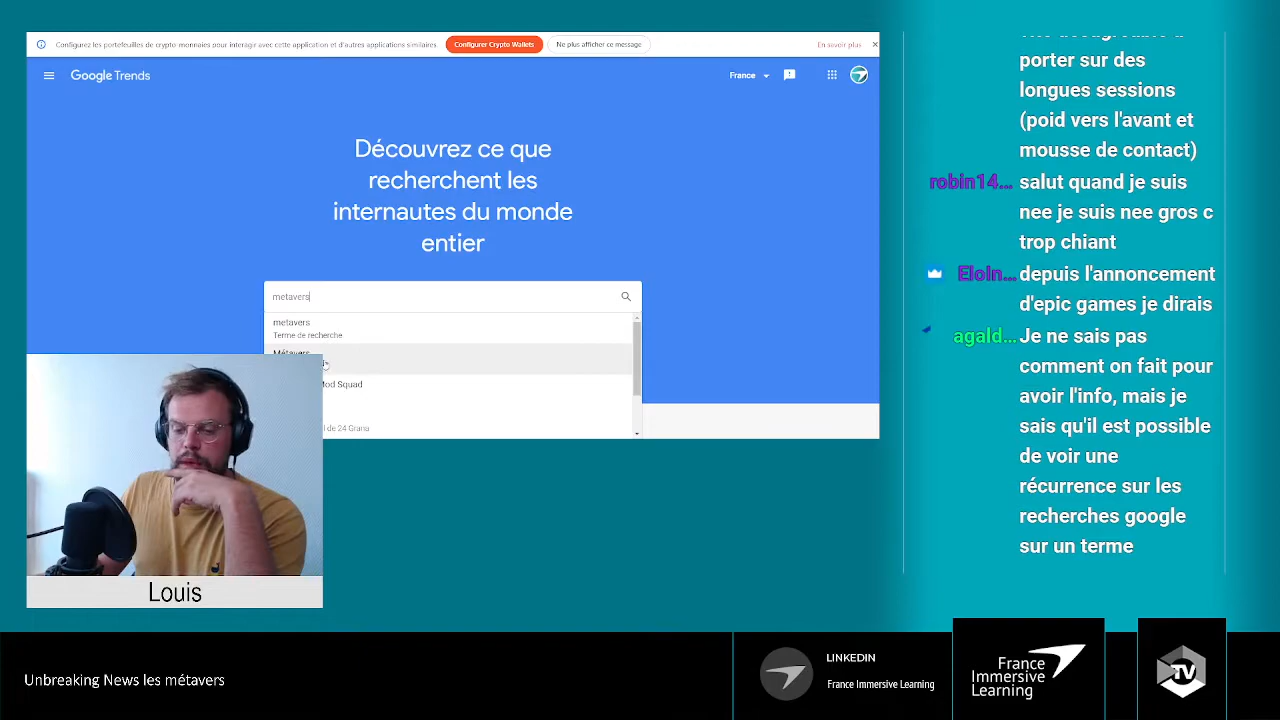 Configurez les portefeuilles de crypto-monnaies pour interagir avec cette application et d'autres applications similaires.
Configurer Crypto Wallets
Ne plus afficher ce message
En savoir plus
Google Trends
France
Découvrez ce que
recherchent les
internautes du monde
entier
metavers
metavers
Terme de recherche
Métavers
Mod Squad
de 24 Grana
Louis
porter sur des
longues sessions
(poid vers l'avant et
mousse de contact)
robin14... salut quand je suis
nee je suis nee gros c
trop chiant
EloIn... depuis l'annoncement
d'epic games je dirais
agald... Je ne sais pas
comment on fait pour
avoir l'info, mais je
sais qu'il est possible
de voir une
récurrence sur les
recherches google
sur un terme
Unbreaking News les métavers
LINKEDIN
France Immersive Learning
France
Immersive
Learning
TV